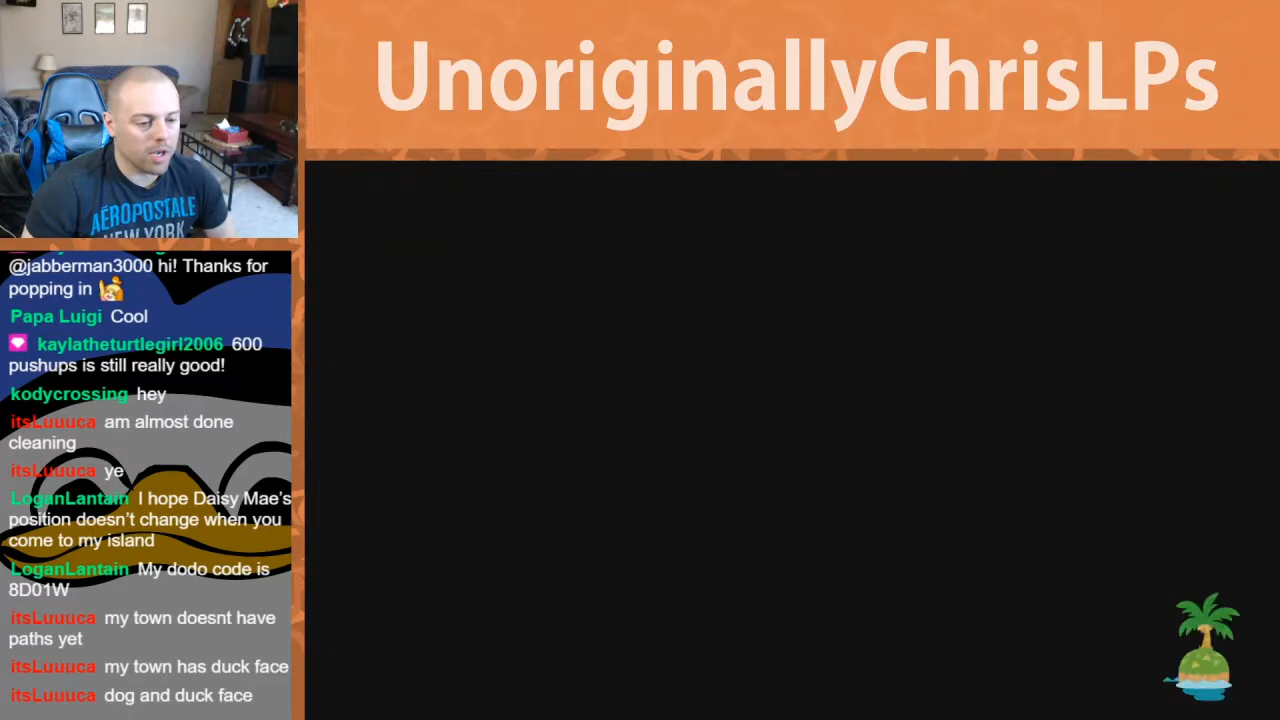 UnoriginallyChrisLPs
AÉROPOSTALE
NEW YORK
@jabberman3000 hi! Thanks for
popping in
Papa Luigi Cool
kaylatheturtlegirl2006 600
pushups is still really good!
kodycrossing hey
itsLuuuca am almost done
cleaning
itsLuuuca ye
LoganLantain I hope Daisy Mae's
position doesn't change when you
come to my island
LoganLantain My dodo code is
8D01W
itsLuuuca my town doesnt have
paths yet
itsLuuuca my town has duck face
itsLuuuca dog and duck face